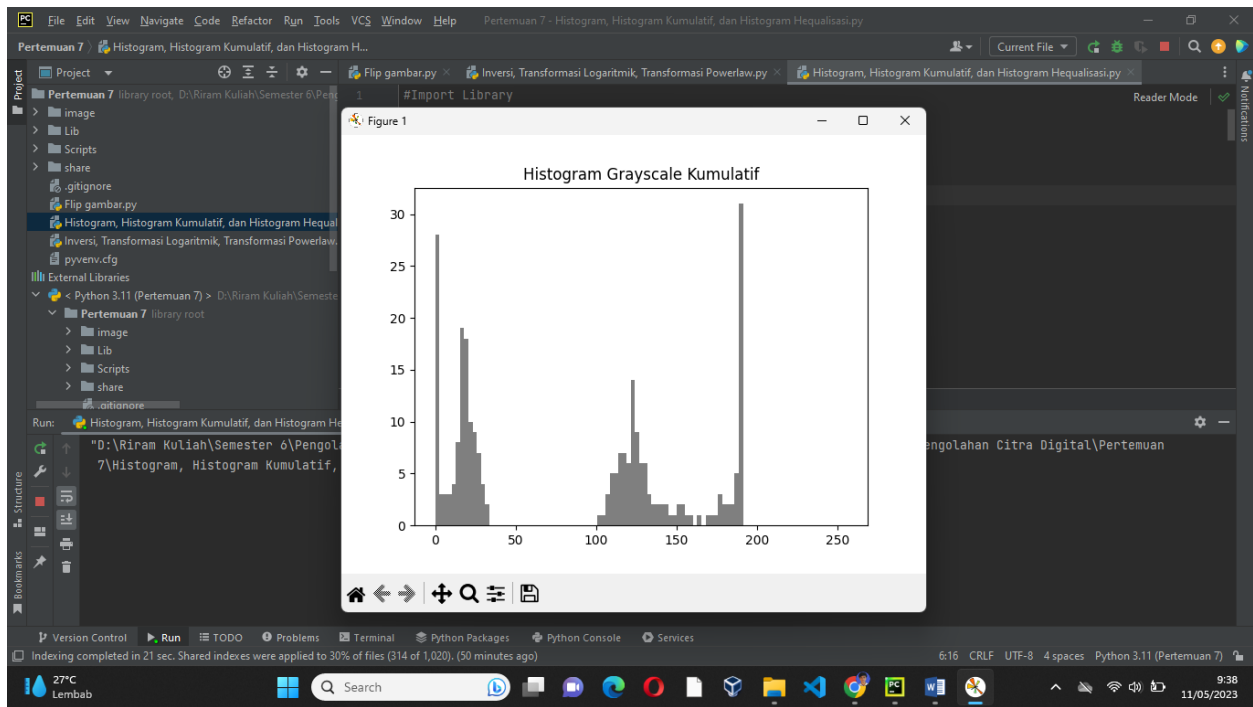 PC File Edit View Navigate Code Refactor Run Tools VCS Window Help Pertemuan 7 - Histogram, Histogram Kumulatif, dan Histogram Hequalisasi.py
Pertemuan 7 Histogram, Histogram Kumulatif, dan Histogram H... Current File
Project
Project
Flip gambar.py Inversi, Transformasi Logaritmik, Transformasi Powerlaw.py Histogram, Histogram Kumulatif, dan Histogram Hequalisasi.py
Notifications
Pertemuan 7 library root, D:\Riram Kuliah\Semester 6\Peng
image
Lib
Scripts
share
.gitignore
Flip gambar.py
Histogram, Histogram Kumulatif, dan Histogram Hequal
Inversi, Transformasi Logaritmik, Transformasi Powerlaw.
pyvenv.cfg
External Libraries
< Python 3.11 (Pertemuan 7) > D:\Riram Kuliah\Semeste
Pertemuan 7 library root
image
Lib
Scripts
share
.gitignore
1 #Import Library
Reader Mode
Figure 1
Histogram Grayscale Kumulatif
30
25
20
15
10
5
0
0 50 100 150 200 250
Run: Histogram, Histogram Kumulatif, dan Histogram He
"D:\Riram Kuliah\Semester 6\Pengola engolahan Citra Digital\Pertemuan
7\Histogram, Histogram Kumulatif,
Structure
Bookmarks
Version Control Run TODO Problems Terminal Python Packages Python Console Services
Indexing completed in 21 sec. Shared indexes were applied to 30% of files (314 of 1,020). (50 minutes ago) 6:16 CRLF UTF-8 4 spaces Python 3.11 (Pertemuan 7)
27°C
Lembab
Search
PC
W
9:38
11/05/2023